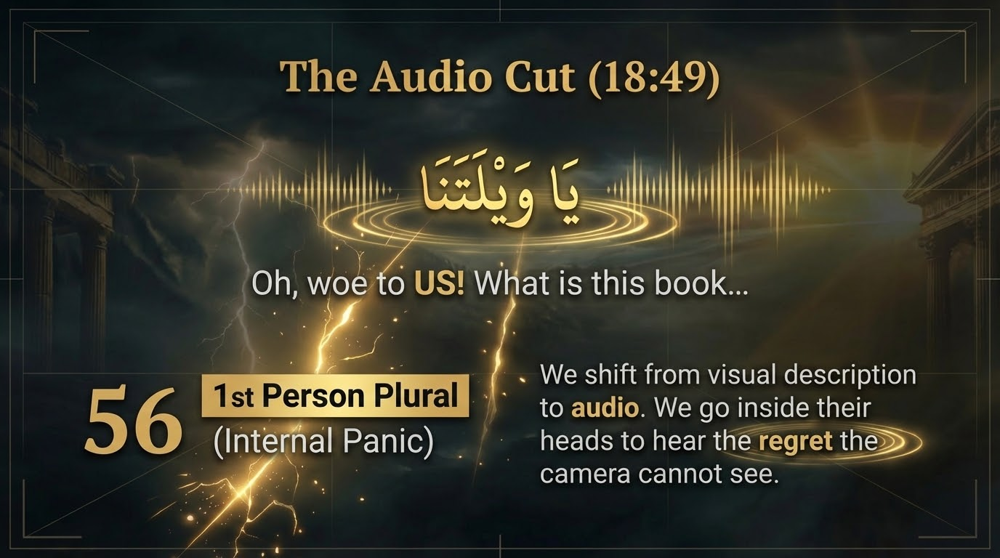 The Audio Cut (18:49)
يَا وَيْلَتَنَا
Oh, woe to US! What is this book...
56
1st Person Plural
(Internal Panic)
We shift from visual description
to audio. We go inside their
heads to hear the regret the
camera cannot see.